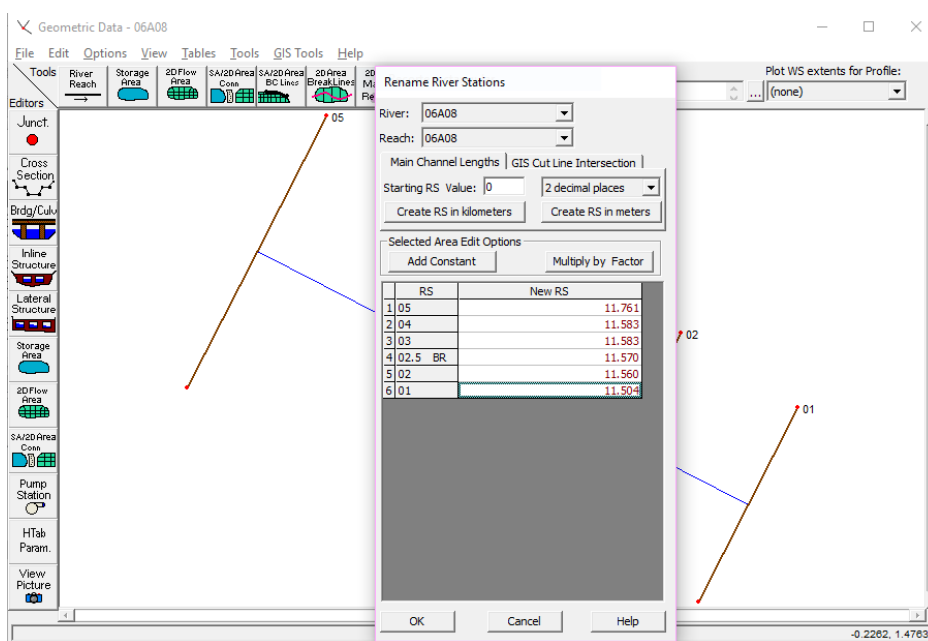 Geometric Data - 06A08
File Edit Options View Tables Tools GIS Tools Help
Tools
Editors
River
Reach
Storage
Area
2D Flow
Area
SA/2D Area
Conn
SA/2D Area
BC Lines
2D Area
BreakLines
2D
Plot WS extents for Profile:
...
(none)
Junct.
Cross
Section
Brdg/Culv
Inline
Structure
Lateral
Structure
Storage
Area
2D Flow
Area
SA/2D Area
Conn
Pump
Station
HTab
Param.
View
Picture
05
02
01
Rename River Stations
River: 06A08
Reach: 06A08
Main Channel Lengths GIS Cut Line Intersection
Starting RS Value: 0 2 decimal places
Create RS in kilometers Create RS in meters
Selected Area Edit Options
Add Constant Multiply by Factor
RS New RS
1 05 11.761
2 04 11.583
3 03 11.583
4 02.5 BR 11.570
5 02 11.560
6 01 11.504
OK Cancel Help
-0.2262, 1.4763